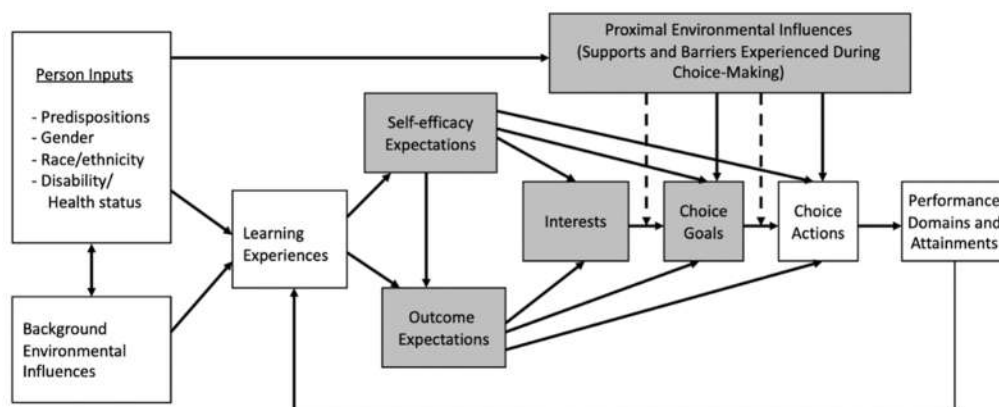 Person Inputs
- Predispositions
- Gender
- Race/ethnicity
- Disability/
Health status
Background
Environmental
Influences
Learning
Experiences
Self-efficacy
Expectations
Outcome
Expectations
Proximal Environmental Influences
(Supports and Barriers Experienced During
Choice-Making)
Interests
Choice
Goals
Choice
Actions
Performance
Domains and
Attainments